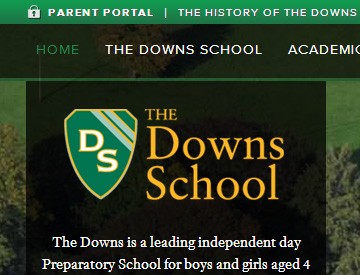 PARENT PORTAL | THE HISTORY OF THE DOWNS
HOME THE DOWNS SCHOOL ACADEMIC
DS
THE
Downs
School
The Downs is a leading independent day
Preparatory School for boys and girls aged 4